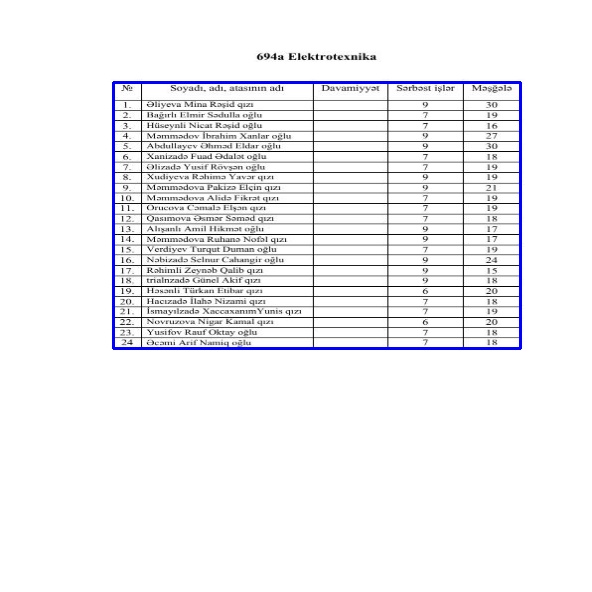 694a Elektrotexnika
№ Soyadı, adı, atasının adı Davamiyyət Sərbəst işlər Məşğələ
1. Əliyeva Mina Rəşid qızı 9 30
2. Bağırlı Elmir Sədulla oğlu 7 19
3. Hüseynli Nicat Rəşid oğlu 7 16
4. Məmmədov İbrahim Xanlar oğlu 9 27
5. Abdullayev Əhməd Eldar oğlu 9 30
6. Xanizadə Fuad Ədalət oğlu 7 18
7. Əlizadə Yusif Rövşən oğlu 7 19
8. Xudiyeva Rəhimə Yavər qızı 9 19
9. Məmmədova Pakizə Elçin qızı 9 21
10. Məmmədova Alidə Fikrət qızı 7 19
11. Orucova Cəmalə Elşən qızı 7 19
12. Qasımova Əsmər Səməd qızı 7 18
13. Alışanlı Amil Hikmət oğlu 9 17
14. Məmmədova Ruhanə Nofəl qızı 9 17
15. Verdiyev Turqut Duman oğlu 7 19
16. Nəbizadə Selnur Cahangir oğlu 9 24
17. Rəhimli Zeynəb Qalib qızı 9 15
18. trialnzadə Günel Akif qızı 9 18
19. Həsənli Türkan Etibar qızı 6 20
20. Hacızadə İlahə Nizami qızı 7 18
21. İsmayılzadə XaccaxanımYunis qızı 7 19
22. Novruzova Nigar Kamal qızı 6 20
23. Yusifov Rauf Oktay oğlu 7 18
24 Əcəmi Arif Namiq oğlu 7 18